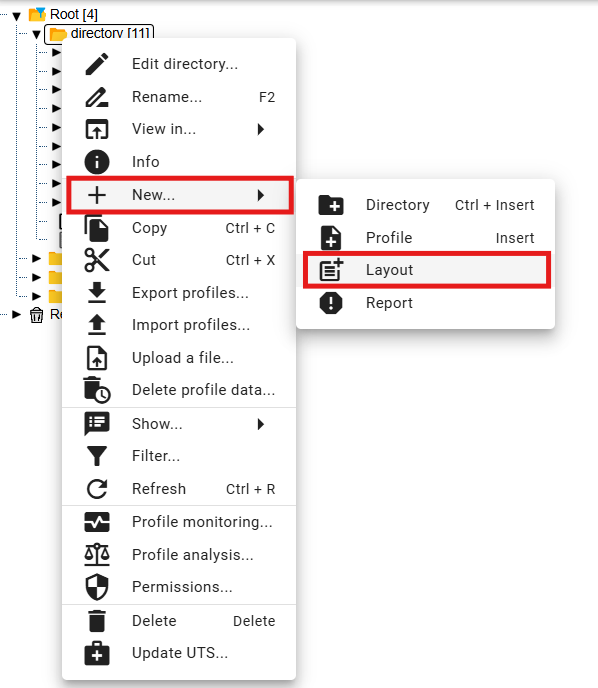 Root [4]
directory [11]
Edit directory...
Rename... F2
View in...
Info
New...
Copy Ctrl + C
Cut Ctrl + X
Export profiles...
Import profiles...
Upload a file...
Delete profile data...
Show...
Filter...
Refresh Ctrl + R
Profile monitoring...
Profile analysis...
Permissions...
Delete Delete
Update UTS...
Directory Ctrl + Insert
Profile Insert
Layout
Report